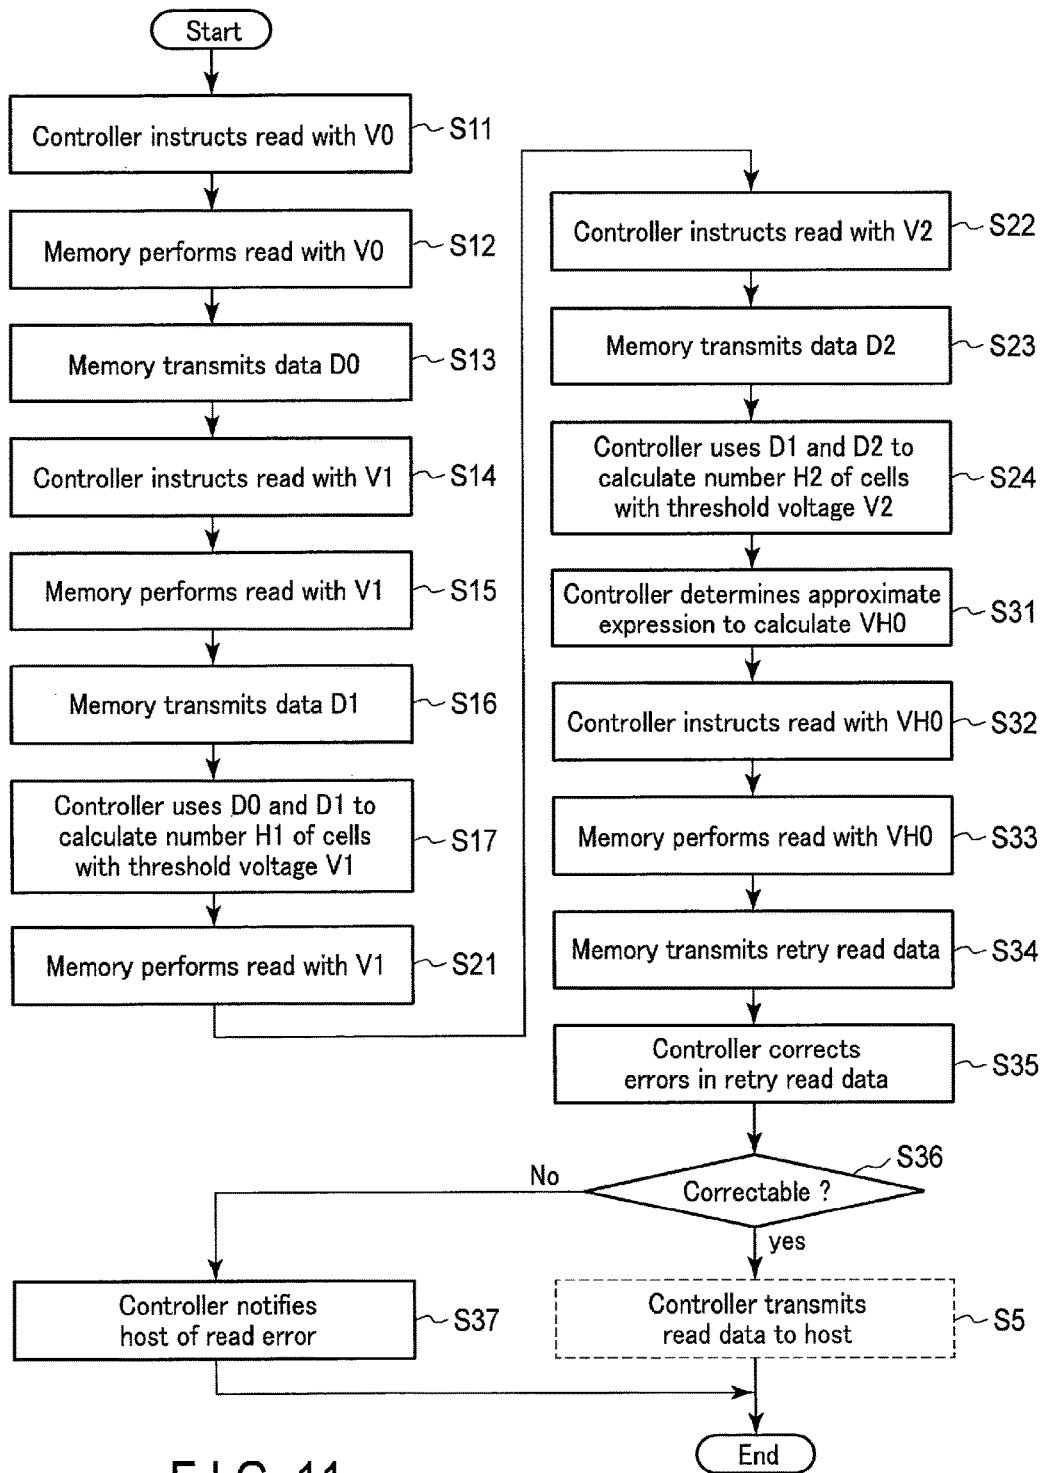 Start
Controller instructs read with V0
S11
Memory performs read with V0
S12
Memory transmits data D0
S13
Controller instructs read with V1
S14
Memory performs read with V1
S15
Memory transmits data D1
S16
Controller uses D0 and D1 to
calculate number H1 of cells
with threshold voltage V1
S17
Memory performs read with V1
S21
Controller instructs read with V2
S22
Memory transmits data D2
S23
Controller uses D1 and D2 to
calculate number H2 of cells
with threshold voltage V2
S24
Controller determines approximate
expression to calculate VH0
S31
Controller instructs read with VH0
S32
Memory performs read with VH0
S33
Memory transmits retry read data
S34
Controller corrects
errors in retry read data
S35
Correctable ?
S36
No
yes
Controller notifies
host of read error
S37
Controller transmits
read data to host
S5
End
FIG. 11